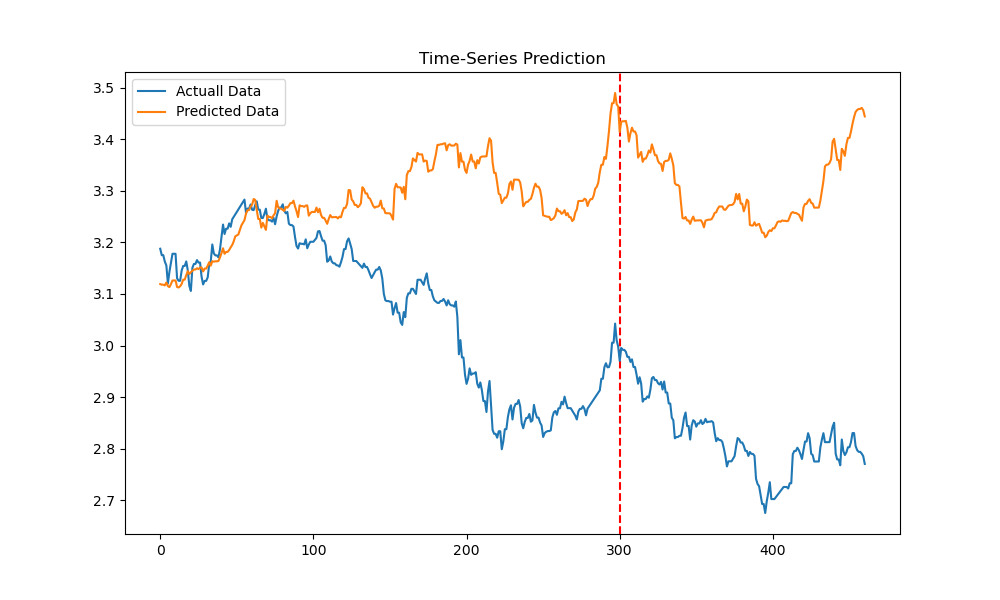 Time-Series Prediction
Actuall Data
Predicted Data
3.5
3.4
3.3
3.2
3.1
3.0
2.9
2.8
2.7
0 100 200 300 400